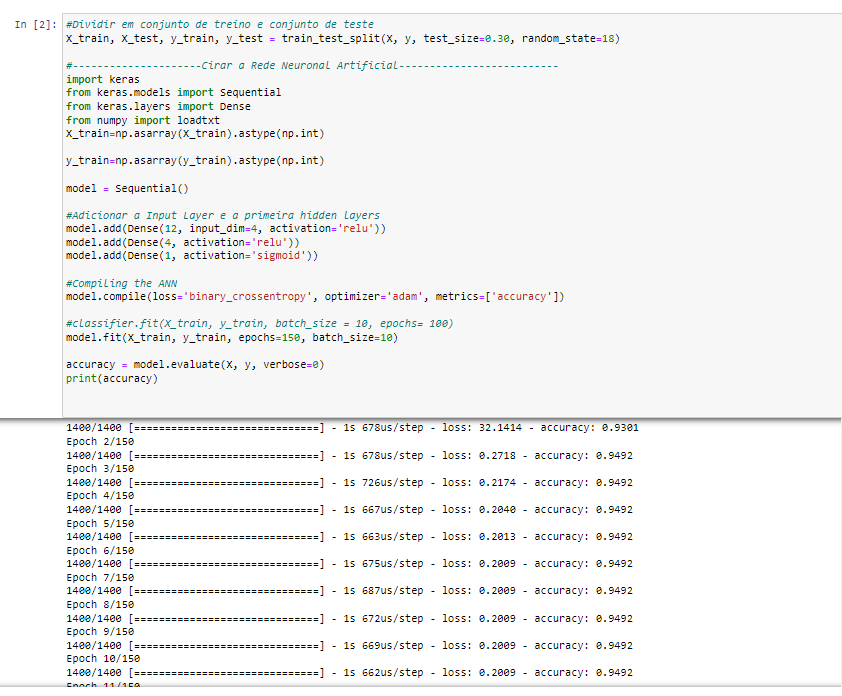 In [2]: #Dividir em conjunto de treino e conjunto de teste
X_train, X_test, y_train, y_test = train_test_split(X, y, test_size=0.30, random_state=18)
#---------------------Cirar a Rede Neuronal Artificial--------------------------
import keras
from keras.models import Sequential
from keras.layers import Dense
from numpy import loadtxt
X_train=np.asarray(X_train).astype(np.int)
y_train=np.asarray(y_train).astype(np.int)
model = Sequential()
#Adicionar a Input Layer e a primeira hidden layers
model.add(Dense(12, input_dim=4, activation='relu'))
model.add(Dense(4, activation='relu'))
model.add(Dense(1, activation='sigmoid'))
#Compiling the ANN
model.compile(loss='binary_crossentropy', optimizer='adam', metrics=['accuracy'])
#classifier.fit(X_train, y_train, batch_size = 10, epochs= 100)
model.fit(X_train, y_train, epochs=150, batch_size=10)
accuracy = model.evaluate(X, y, verbose=0)
print(accuracy)
1400/1400 [==============================] - 1s 678us/step - loss: 32.1414 - accuracy: 0.9301
Epoch 2/150
1400/1400 [==============================] - 1s 678us/step - loss: 0.2718 - accuracy: 0.9492
Epoch 3/150
1400/1400 [==============================] - 1s 726us/step - loss: 0.2174 - accuracy: 0.9492
Epoch 4/150
1400/1400 [==============================] - 1s 667us/step - loss: 0.2040 - accuracy: 0.9492
Epoch 5/150
1400/1400 [==============================] - 1s 663us/step - loss: 0.2013 - accuracy: 0.9492
Epoch 6/150
1400/1400 [==============================] - 1s 675us/step - loss: 0.2009 - accuracy: 0.9492
Epoch 7/150
1400/1400 [==============================] - 1s 687us/step - loss: 0.2009 - accuracy: 0.9492
Epoch 8/150
1400/1400 [==============================] - 1s 672us/step - loss: 0.2009 - accuracy: 0.9492
Epoch 9/150
1400/1400 [==============================] - 1s 669us/step - loss: 0.2009 - accuracy: 0.9492
Epoch 10/150
1400/1400 [==============================] - 1s 662us/step - loss: 0.2009 - accuracy: 0.9492
Epoch 11/150